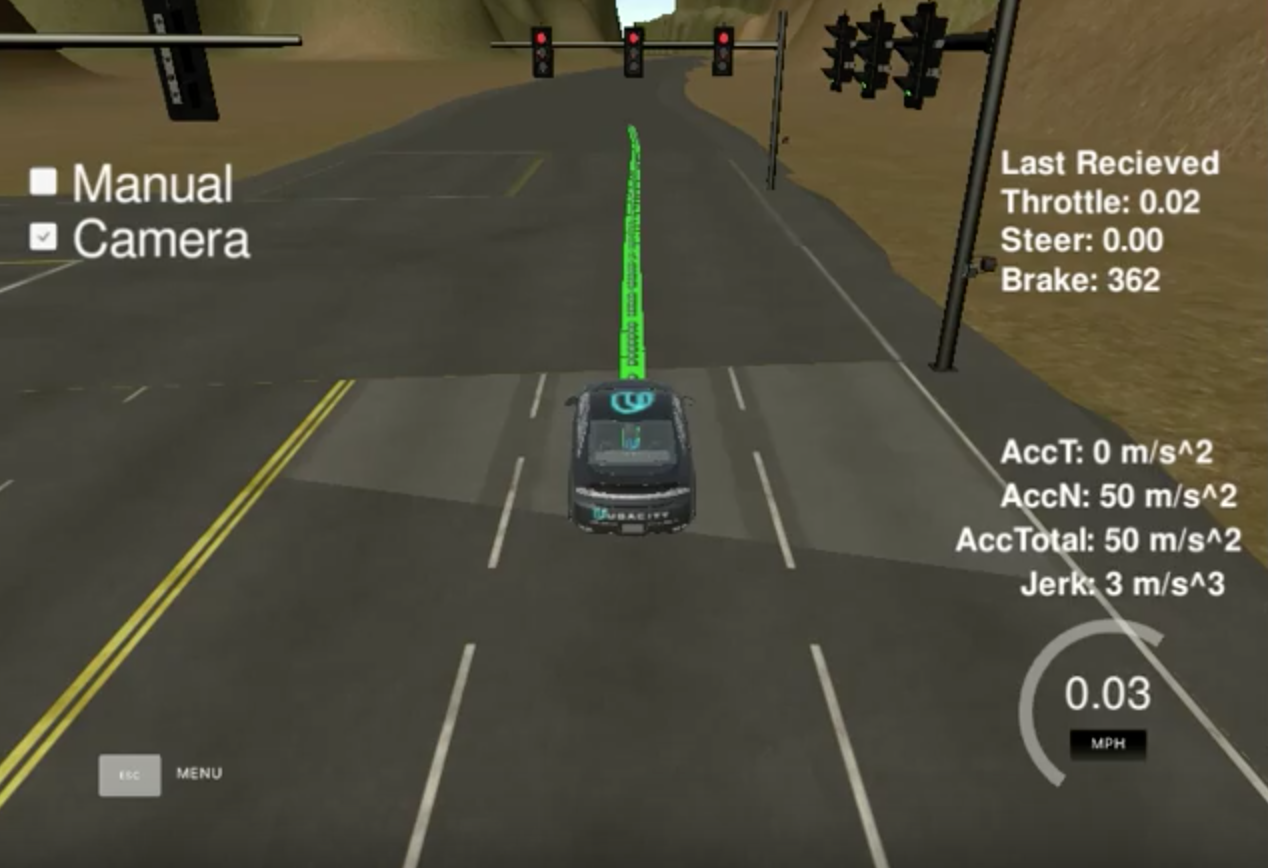 Manual
Camera
Last Recieved
Throttle: 0.02
Steer: 0.00
Brake: 362
AccT: 0 m/s^2
AccN: 50 m/s^2
AccTotal: 50 m/s^2
Jerk: 3 m/s^3
0.03
MPH
ESC MENU
UDACITY